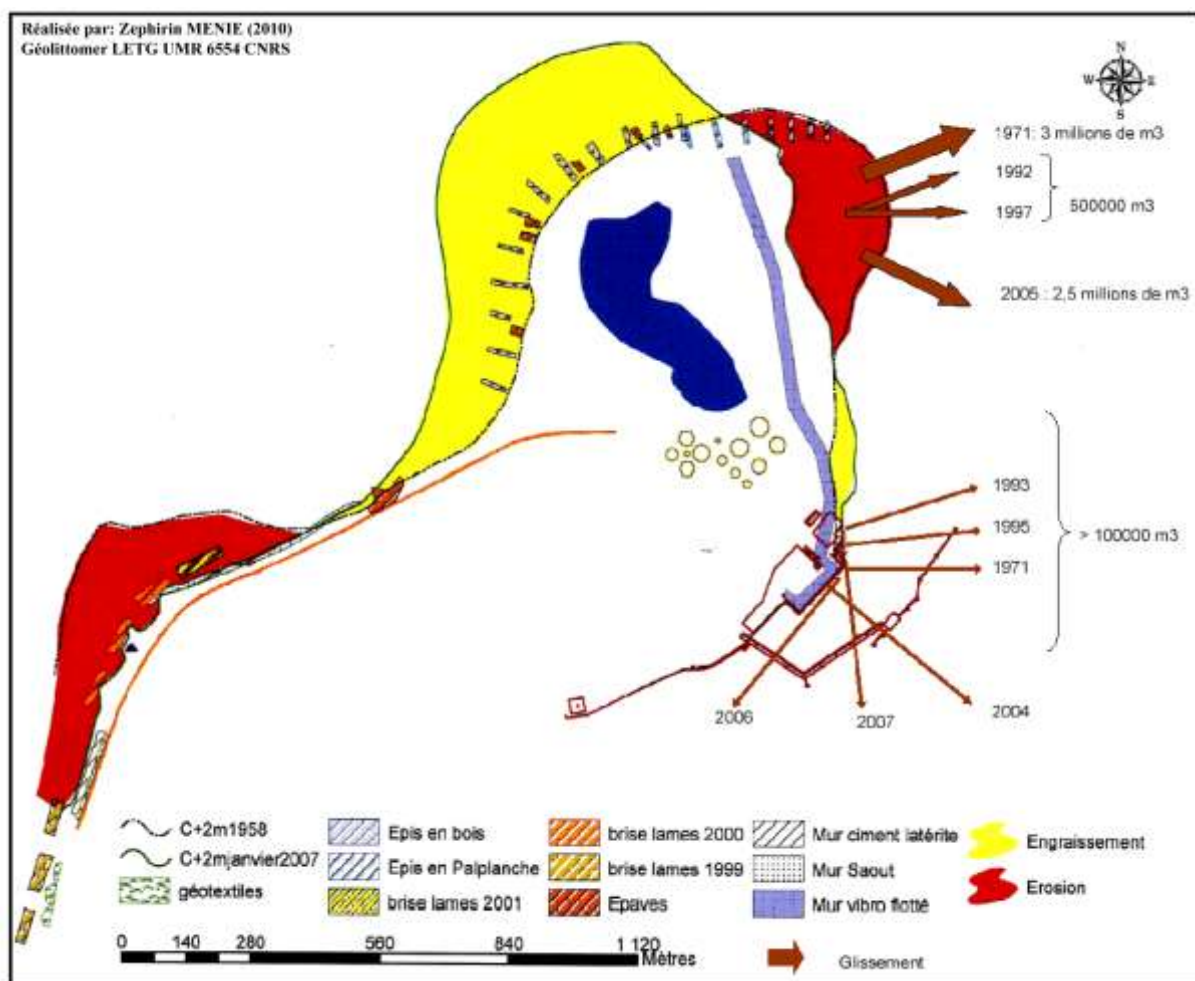 Réalisée par: Zephirin MENIE (2010)
Géolittomer LETG UMR 6554 CNRS
N
W E
S
1971: 3 millions de m3
1992
1997
500000 m3
2005 : 2,5 millions de m3
1993
1995
1971
> 100000 m3
2004
2006
2007
C+2m1958
C+2mjanvier2007
géotextiles
Epis en bois
Epis en Palplanche
brise lames 2001
brise lames 2000
brise lames 1999
Epaves
Mur ciment latérite
Mur Saout
Mur vibro flotté
Engraissement
Erosion
0 140 280 560 840 1 120
Mètres
Glissement